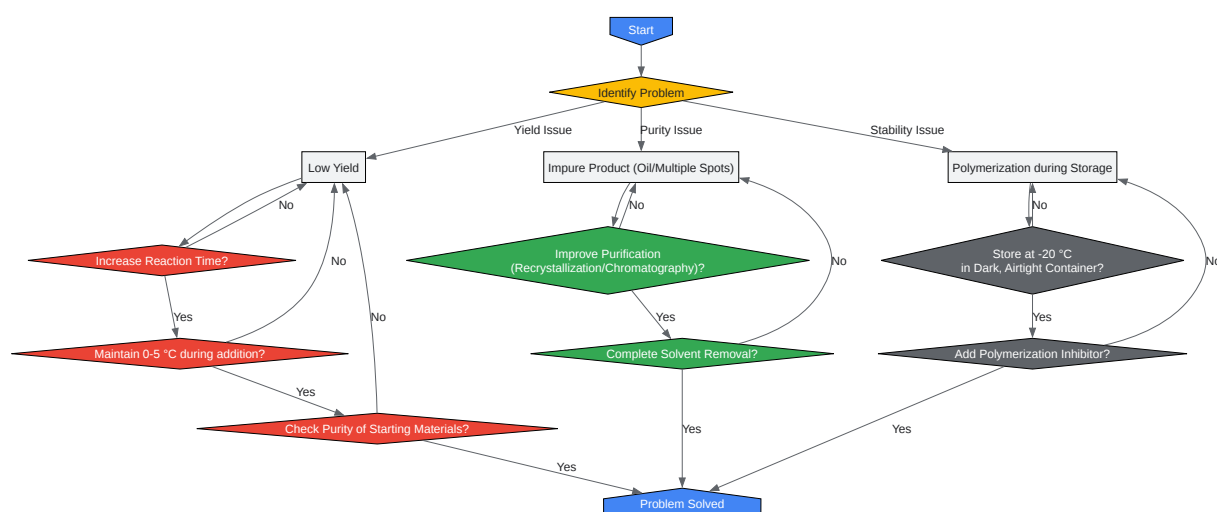 Start
Identify Problem
Yield Issue
Purity Issue
Stability Issue
Low Yield
Impure Product (Oil/Multiple Spots)
Polymerization during Storage
No
No
No
Increase Reaction Time?
Improve Purification
(Recrystallization/Chromatography)?
Store at -20 °C
in Dark, Airtight Container?
No
No
No
Yes
No
Yes
Yes
Maintain 0-5 °C during addition?
Complete Solvent Removal?
Add Polymerization Inhibitor?
Yes
Check Purity of Starting Materials?
Yes
Yes
Yes
Problem Solved